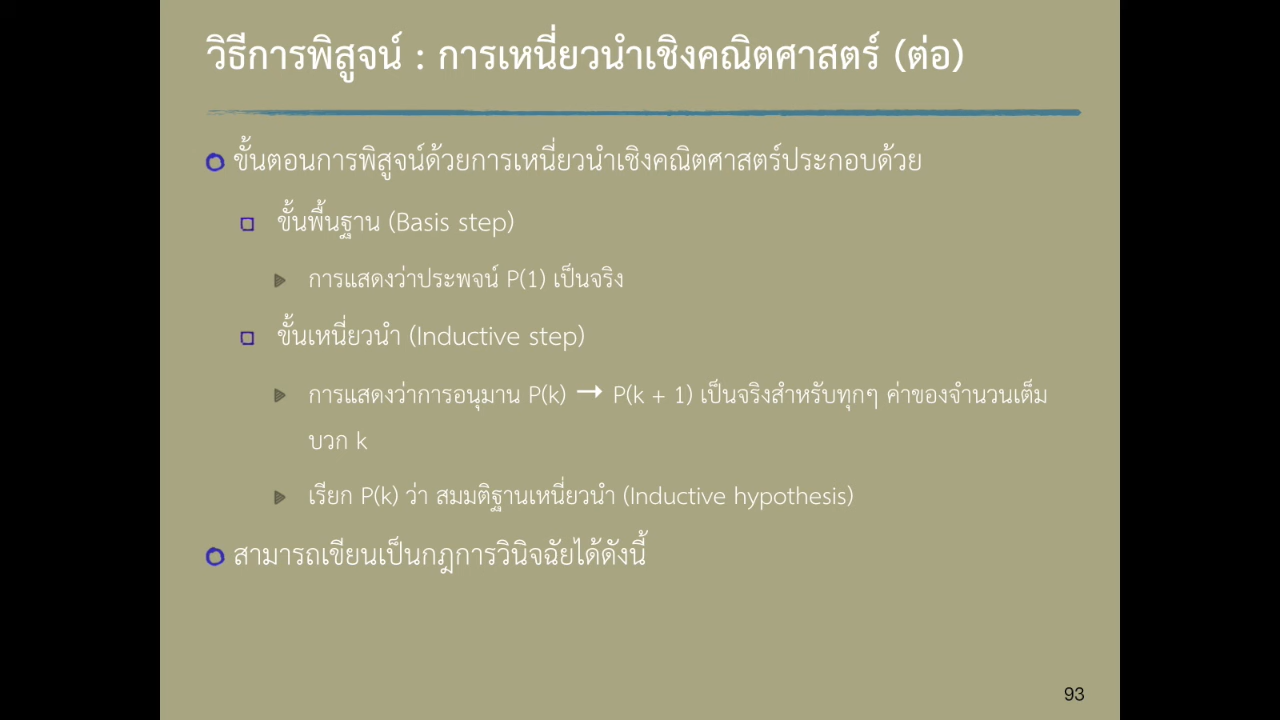 วิธีการพิสูจน์ : การเหนี่ยวนำเชิงคณิตศาสตร์ (ต่อ)
ขั้นตอนการพิสูจน์ด้วยการเหนี่ยวนำเชิงคณิตศาสตร์ประกอบด้วย
ขั้นพื้นฐาน (Basis step)
การแสดงว่าประพจน์ P(1) เป็นจริง
ขั้นเหนี่ยวนำ (Inductive step)
การแสดงว่าการอนุมาน P(k) → P(k + 1) เป็นจริงสำหรับทุกๆ ค่าของจำนวนเต็ม
บวก k
เรียก P(k) ว่า สมมติฐานเหนี่ยวนำ (Inductive hypothesis)
สามารถเขียนเป็นกฎการวินิจฉัยได้ดังนี้
93